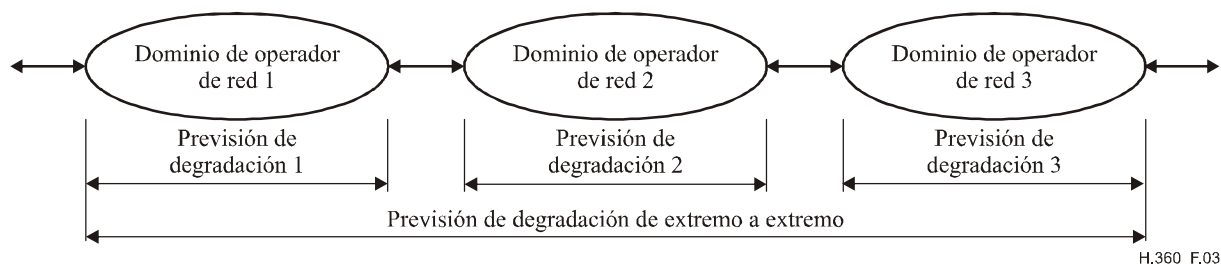 Dominio de operador
de red 1
Dominio de operador
de red 2
Dominio de operador
de red 3
Previsión de
degradación 1
Previsión de
degradación 2
Previsión de
degradación 3
Previsión de degradación de extremo a extremo
H.360_F.03